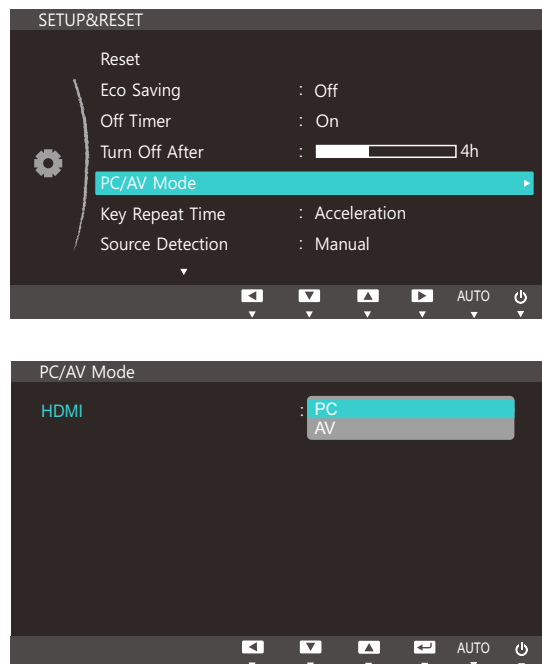 SETUP&RESET
Reset
Eco Saving : Off
Off Timer : On
Turn Off After : 4h
PC/AV Mode
Key Repeat Time : Acceleration
Source Detection : Manual
AUTO
PC/AV Mode
HDMI : PC
AV
AUTO